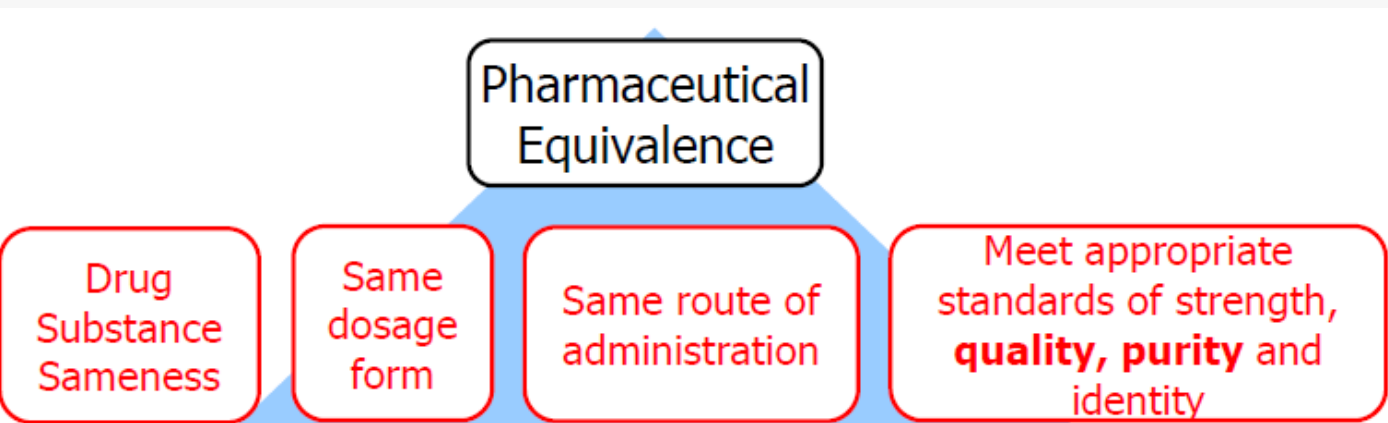 Pharmaceutical
Equivalence
Drug
Substance
Sameness
Same
dosage
form
Same route of
administration
Meet appropriate
standards of strength,
quality, purity and
identity